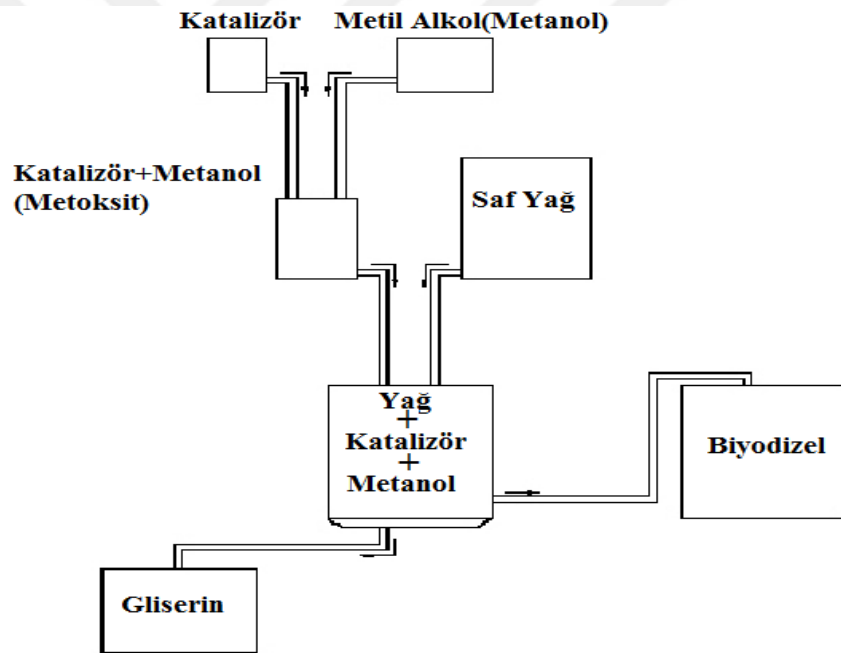 Katalizör
Metil Alkol(Metanol)
Katalizör+Metanol
(Metoksit)
Saf Yağ
Yağ
+
Katalizör
+
Metanol
Biyodizel
Gliserin